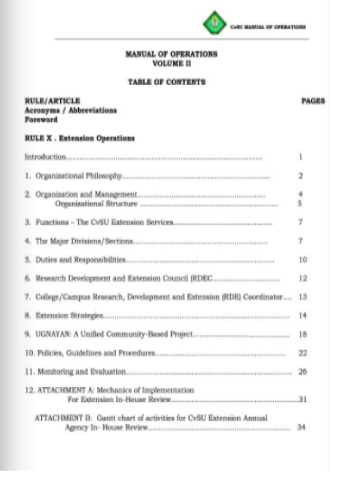 CvSU MANUAL OF OPERATIONS
MANUAL OF OPERATIONS
VOLUME II
TABLE OF CONTENTS
RULE/ARTICLE PAGES
Acronyms / Abbreviations
Foreword
RULE X . Extension Operations
Introduction.......... 1
1. Organizational Philosophy.......... 2
2. Organization and Management.......... 4
Organizational Structure .......... 5
3. Functions – The CvSU Extension Services.......... 7
4. The Major Divisions/Sections.......... 7
5. Duties and Responsibilities.......... 10
6. Research Development and Extension Council (RDEC.......... 12
7. College/Campus Research, Development and Extension (RDE) Coordinator.... 13
8. Extension Strategies.......... 14
9. UGNAYAN: A Unified Community-Based Project.......... 18
10. Policies, Guidelines and Procedures.......... 22
11. Monitoring and Evaluation.......... 26
12. ATTACHMENT A: Mechanics of Implementation
For Extension In-House Review..........31
ATTACHMENT B: Gantt chart of activities for CvSU Extension Annual
Agency In- House Review.......... 34